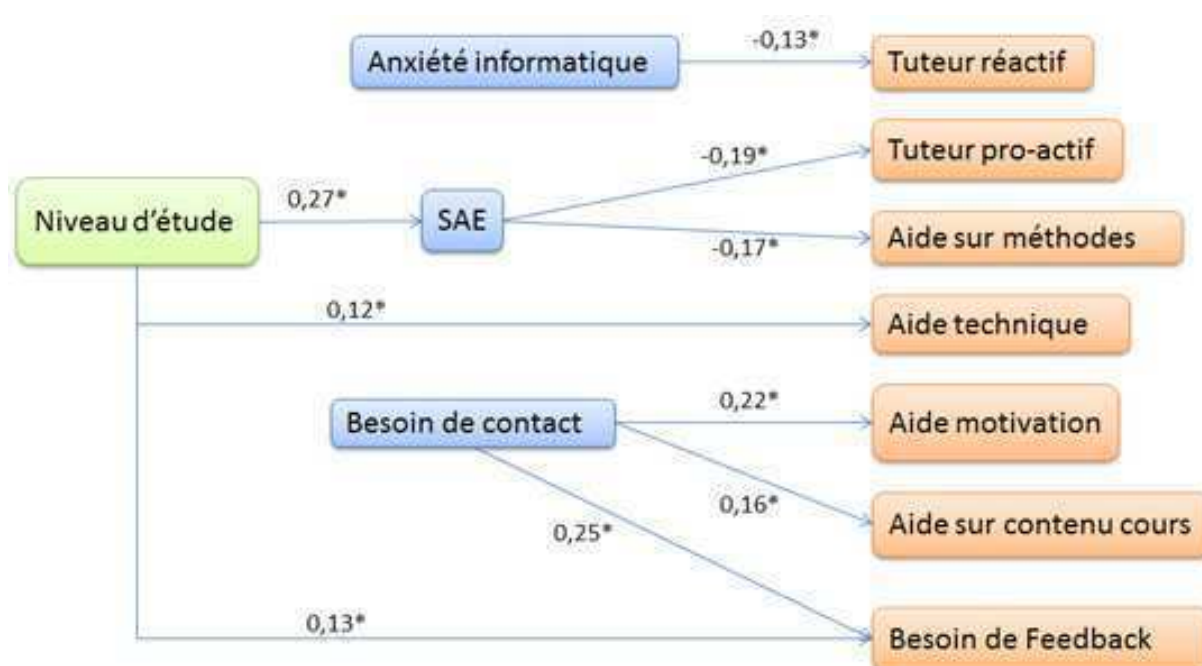 Anxiété informatique
-0,13*
Tuteur réactif
-0,19*
Tuteur pro-actif
Niveau d'étude
0,27*
SAE
-0,17*
Aide sur méthodes
0,12*
Aide technique
Besoin de contact
0,22*
Aide motivation
0,16*
Aide sur contenu cours
0,25*
0,13*
Besoin de Feedback